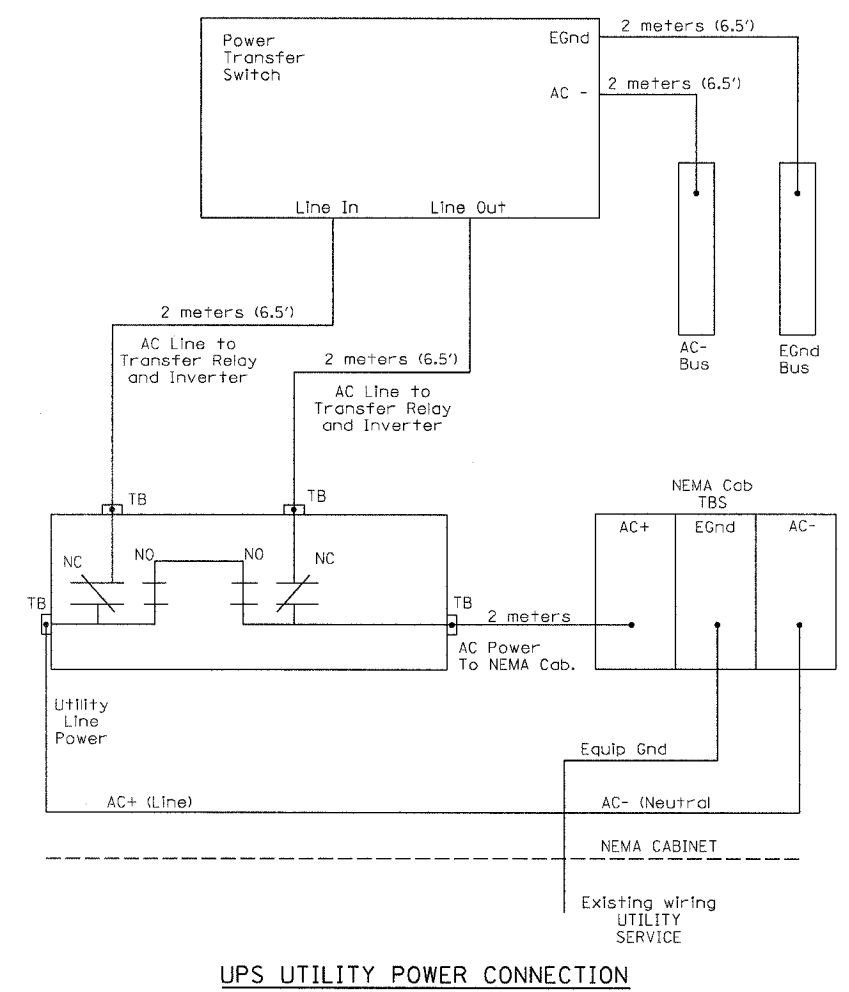 Power
Transfer
Switch
EGnd
2 meters (6.5')
AC -
2 meters (6.5')
Line In
Line Out
2 meters (6.5')
AC Line to
Transfer Relay
and Inverter
2 meters (6.5')
AC Line to
Transfer Relay
and Inverter
AC-
Bus
EGnd
Bus
TB
TB
NEMA Cab
TBS
AC+
EGnd
AC-
NC
NO
NO
NC
TB
TB
2 meters
AC Power
To NEMA Cab.
Utility
Line
Power
Equip Gnd
AC+ (Line)
AC- (Neutral
NEMA CABINET
Existing wiring
UTILITY
SERVICE
UPS UTILITY POWER CONNECTION